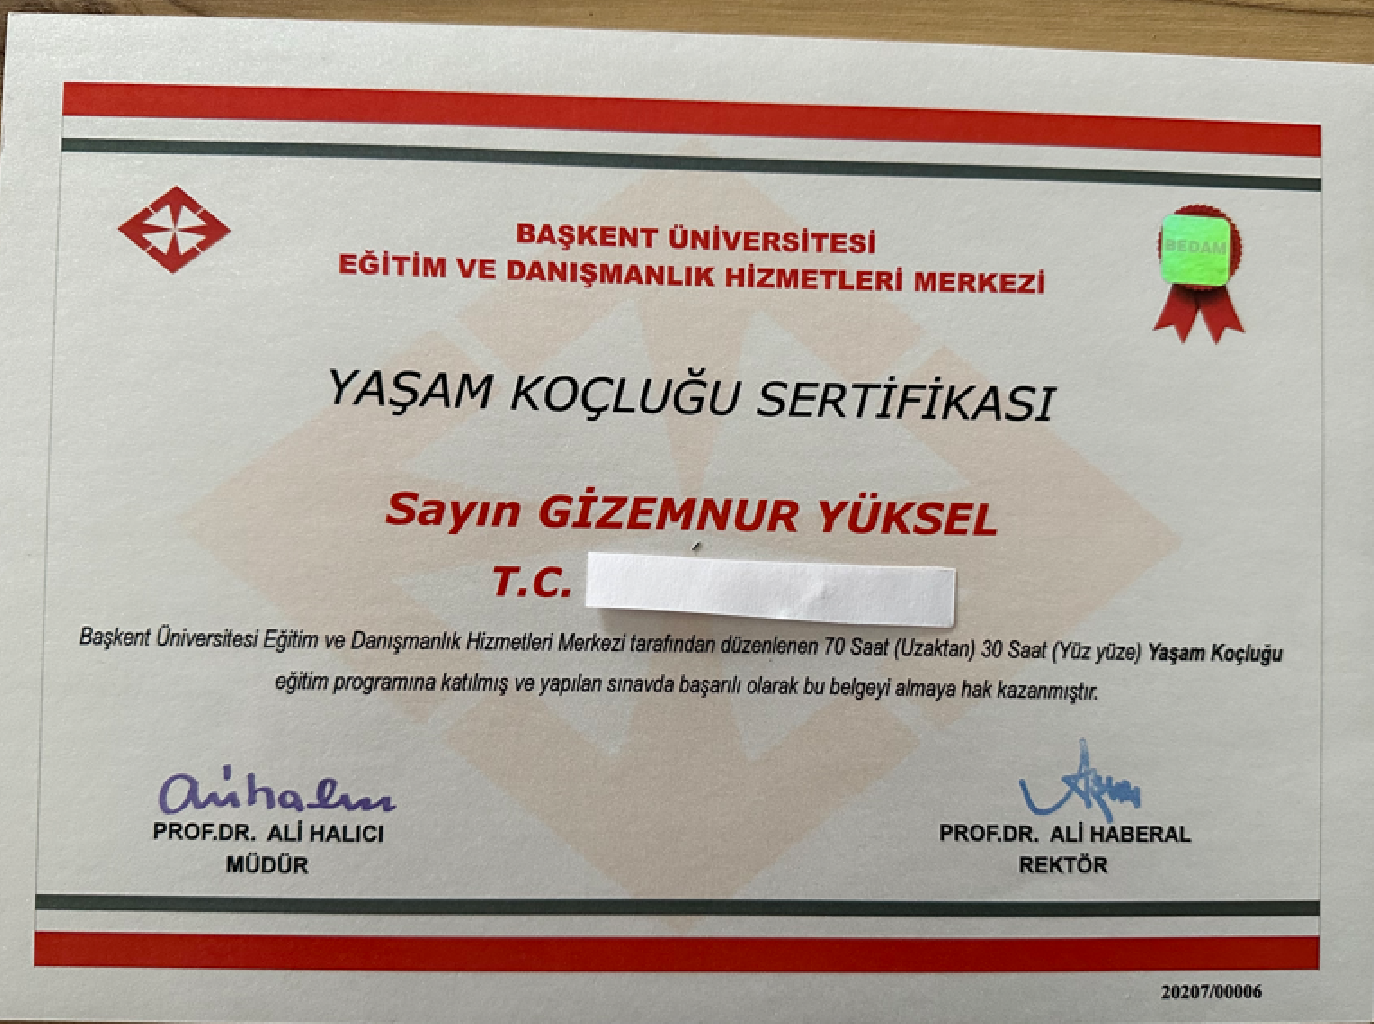 BAŞKENT ÜNİVERSİTESİ
EĞİTİM VE DANIŞMANLIK HİZMETLERİ MERKEZİ
BEDAM
YAŞAM KOÇLUĞU SERTİFİKASI
Sayın GİZEMNUR YÜKSEL
T.C.
Başkent Üniversitesi Eğitim ve Danışmanlık Hizmetleri Merkezi tarafından düzenlenen 70 Saat (Uzaktan) 30 Saat (Yüz yüze) Yaşam Koçluğu
eğitim programına katılmış ve yapılan sınavda başarılı olarak bu belgeyi almaya hak kazanmıştır.
PROF.DR. ALİ HALICI
MÜDÜR
PROF.DR. ALİ HABERAL
REKTÖR
20207/00006